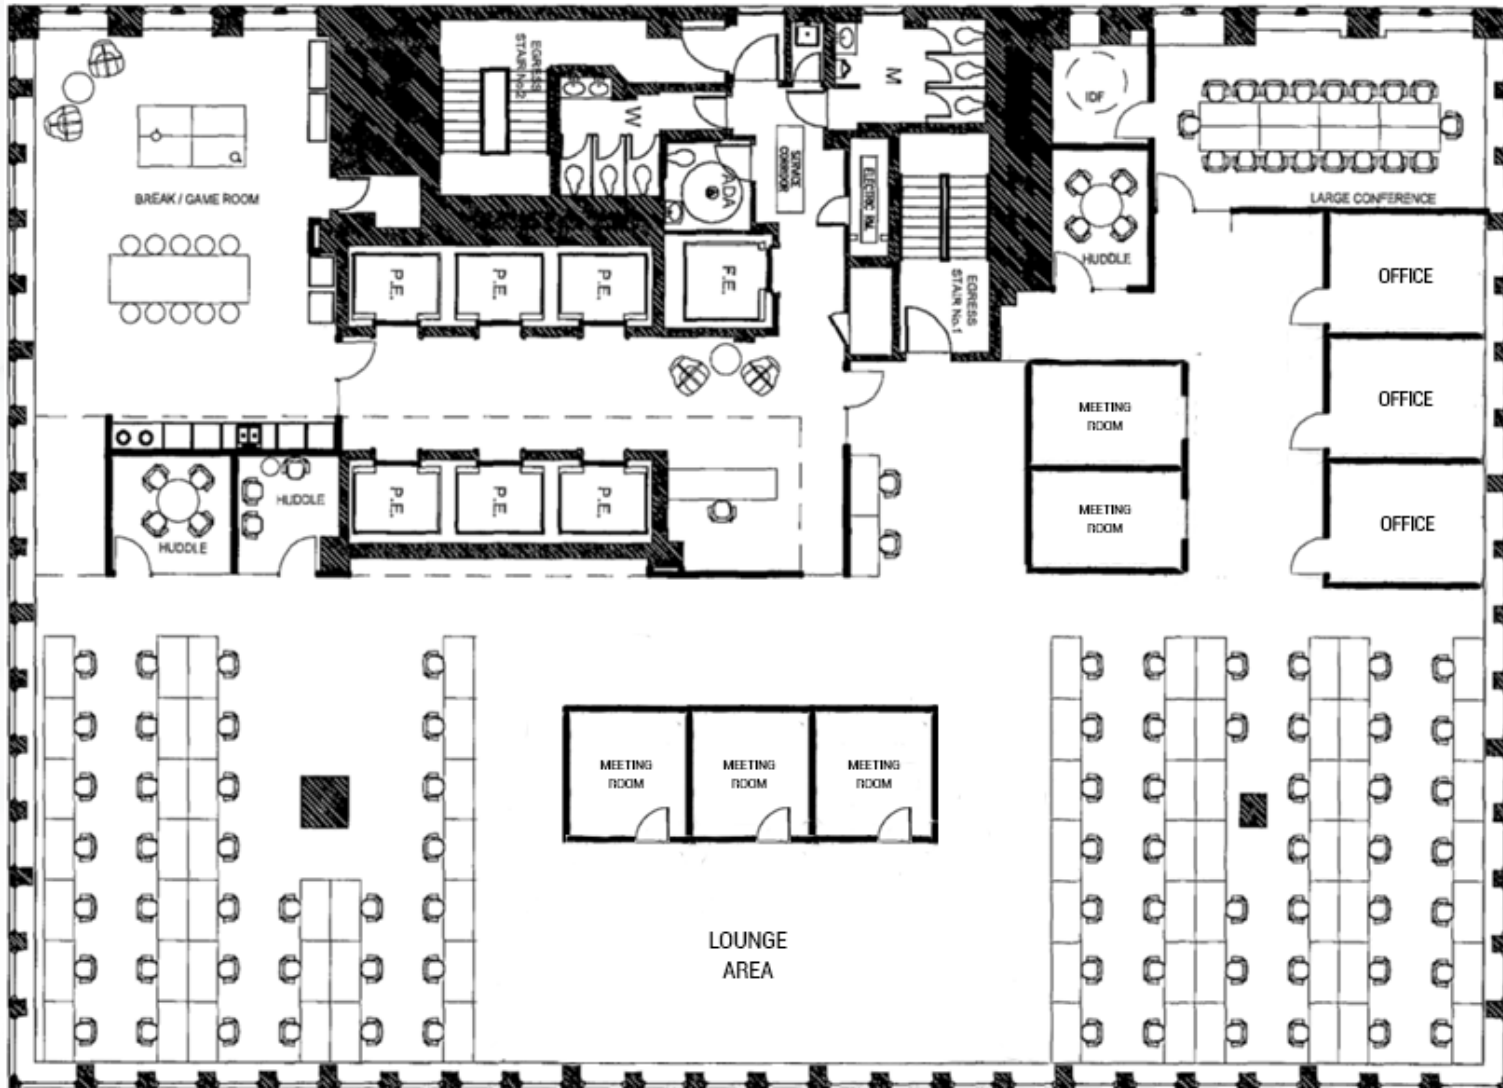 EGRESS
STAIR No.2
M
W
IDF
SERVICE
CORRIDOR
ADA
ELECTRIC PNL
BREAK / GAME ROOM
LARGE CONFERENCE
HUDDLE
P.E.
P.E.
P.E.
F.E.
EGRESS
STAIR No.1
OFFICE
MEETING
ROOM
OFFICE
P.E.
P.E.
P.E.
HUDDLE
HUDDLE
MEETING
ROOM
OFFICE
MEETING
ROOM
MEETING
ROOM
MEETING
ROOM
LOUNGE
AREA